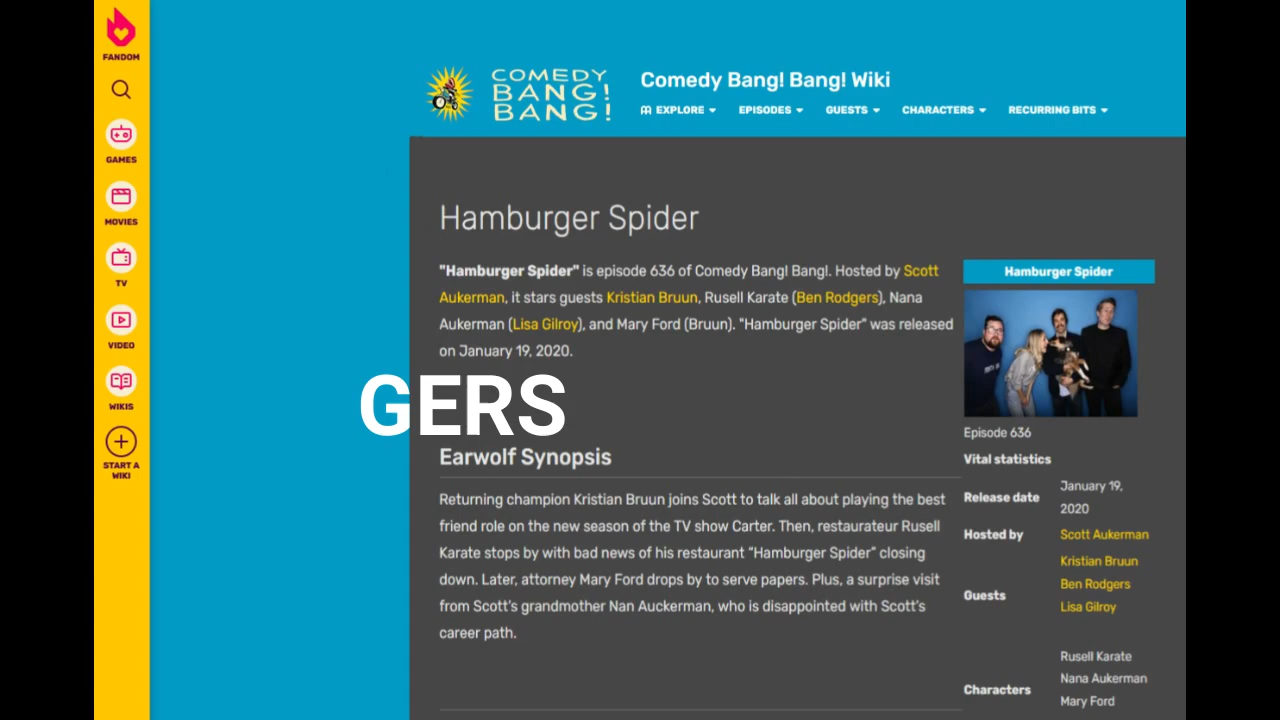 FANDOM
GAMES
MOVIES
TV
VIDEO
WIKIS
START A
WIKI
COMEDY
BANG!
BANG!
Comedy Bang! Bang! Wiki
EXPLORE
EPISODES
GUESTS
CHARACTERS
RECURRING BITS
Hamburger Spider
"Hamburger Spider" is episode 636 of Comedy Bang! Bang!. Hosted by Scott
Aukerman, it stars guests Kristian Bruun, Rusell Karate (Ben Rodgers), Nana
Aukerman (Lisa Gilroy), and Mary Ford (Bruun). "Hamburger Spider" was released
on January 19, 2020.
GERS
Earwolf Synopsis
Returning champion Kristian Bruun joins Scott to talk all about playing the best
friend role on the new season of the TV show Carter. Then, restaurateur Rusell
Karate stops by with bad news of his restaurant “Hamburger Spider” closing
down. Later, attorney Mary Ford drops by to serve papers. Plus, a surprise visit
from Scott’s grandmother Nan Auckerman, who is disappointed with Scott’s
career path.
Hamburger Spider
Episode 636
Vital statistics
Release date January 19,
2020
Hosted by Scott Aukerman
Guests Kristian Bruun
Ben Rodgers
Lisa Gilroy
Characters Rusell Karate
Nana Aukerman
Mary Ford